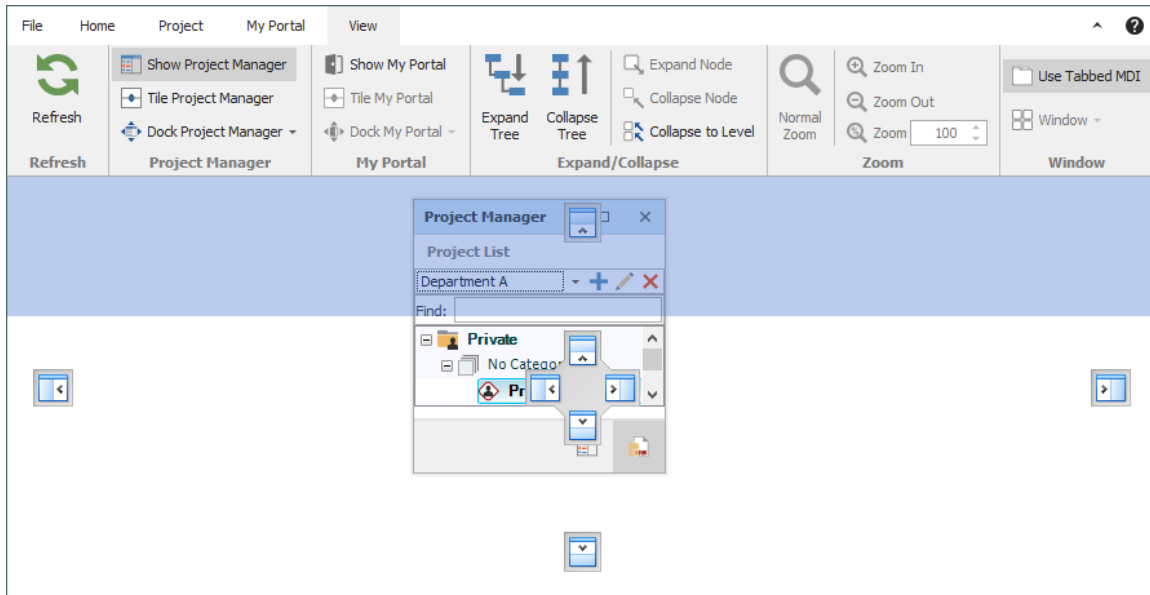 File Home Project My Portal View
Show Project Manager Show My Portal Expand Node Zoom In Use Tabbed MDI
Tile Project Manager Tile My Portal Collapse Node Zoom Out
Refresh Dock Project Manager Dock My Portal Expand Tree Collapse Tree Collapse to Level Normal Zoom Zoom 100 Window
Refresh Project Manager My Portal Expand/Collapse Zoom Window
Project Manager
Project List
Department A
Find:
Private
No Categor
Pr